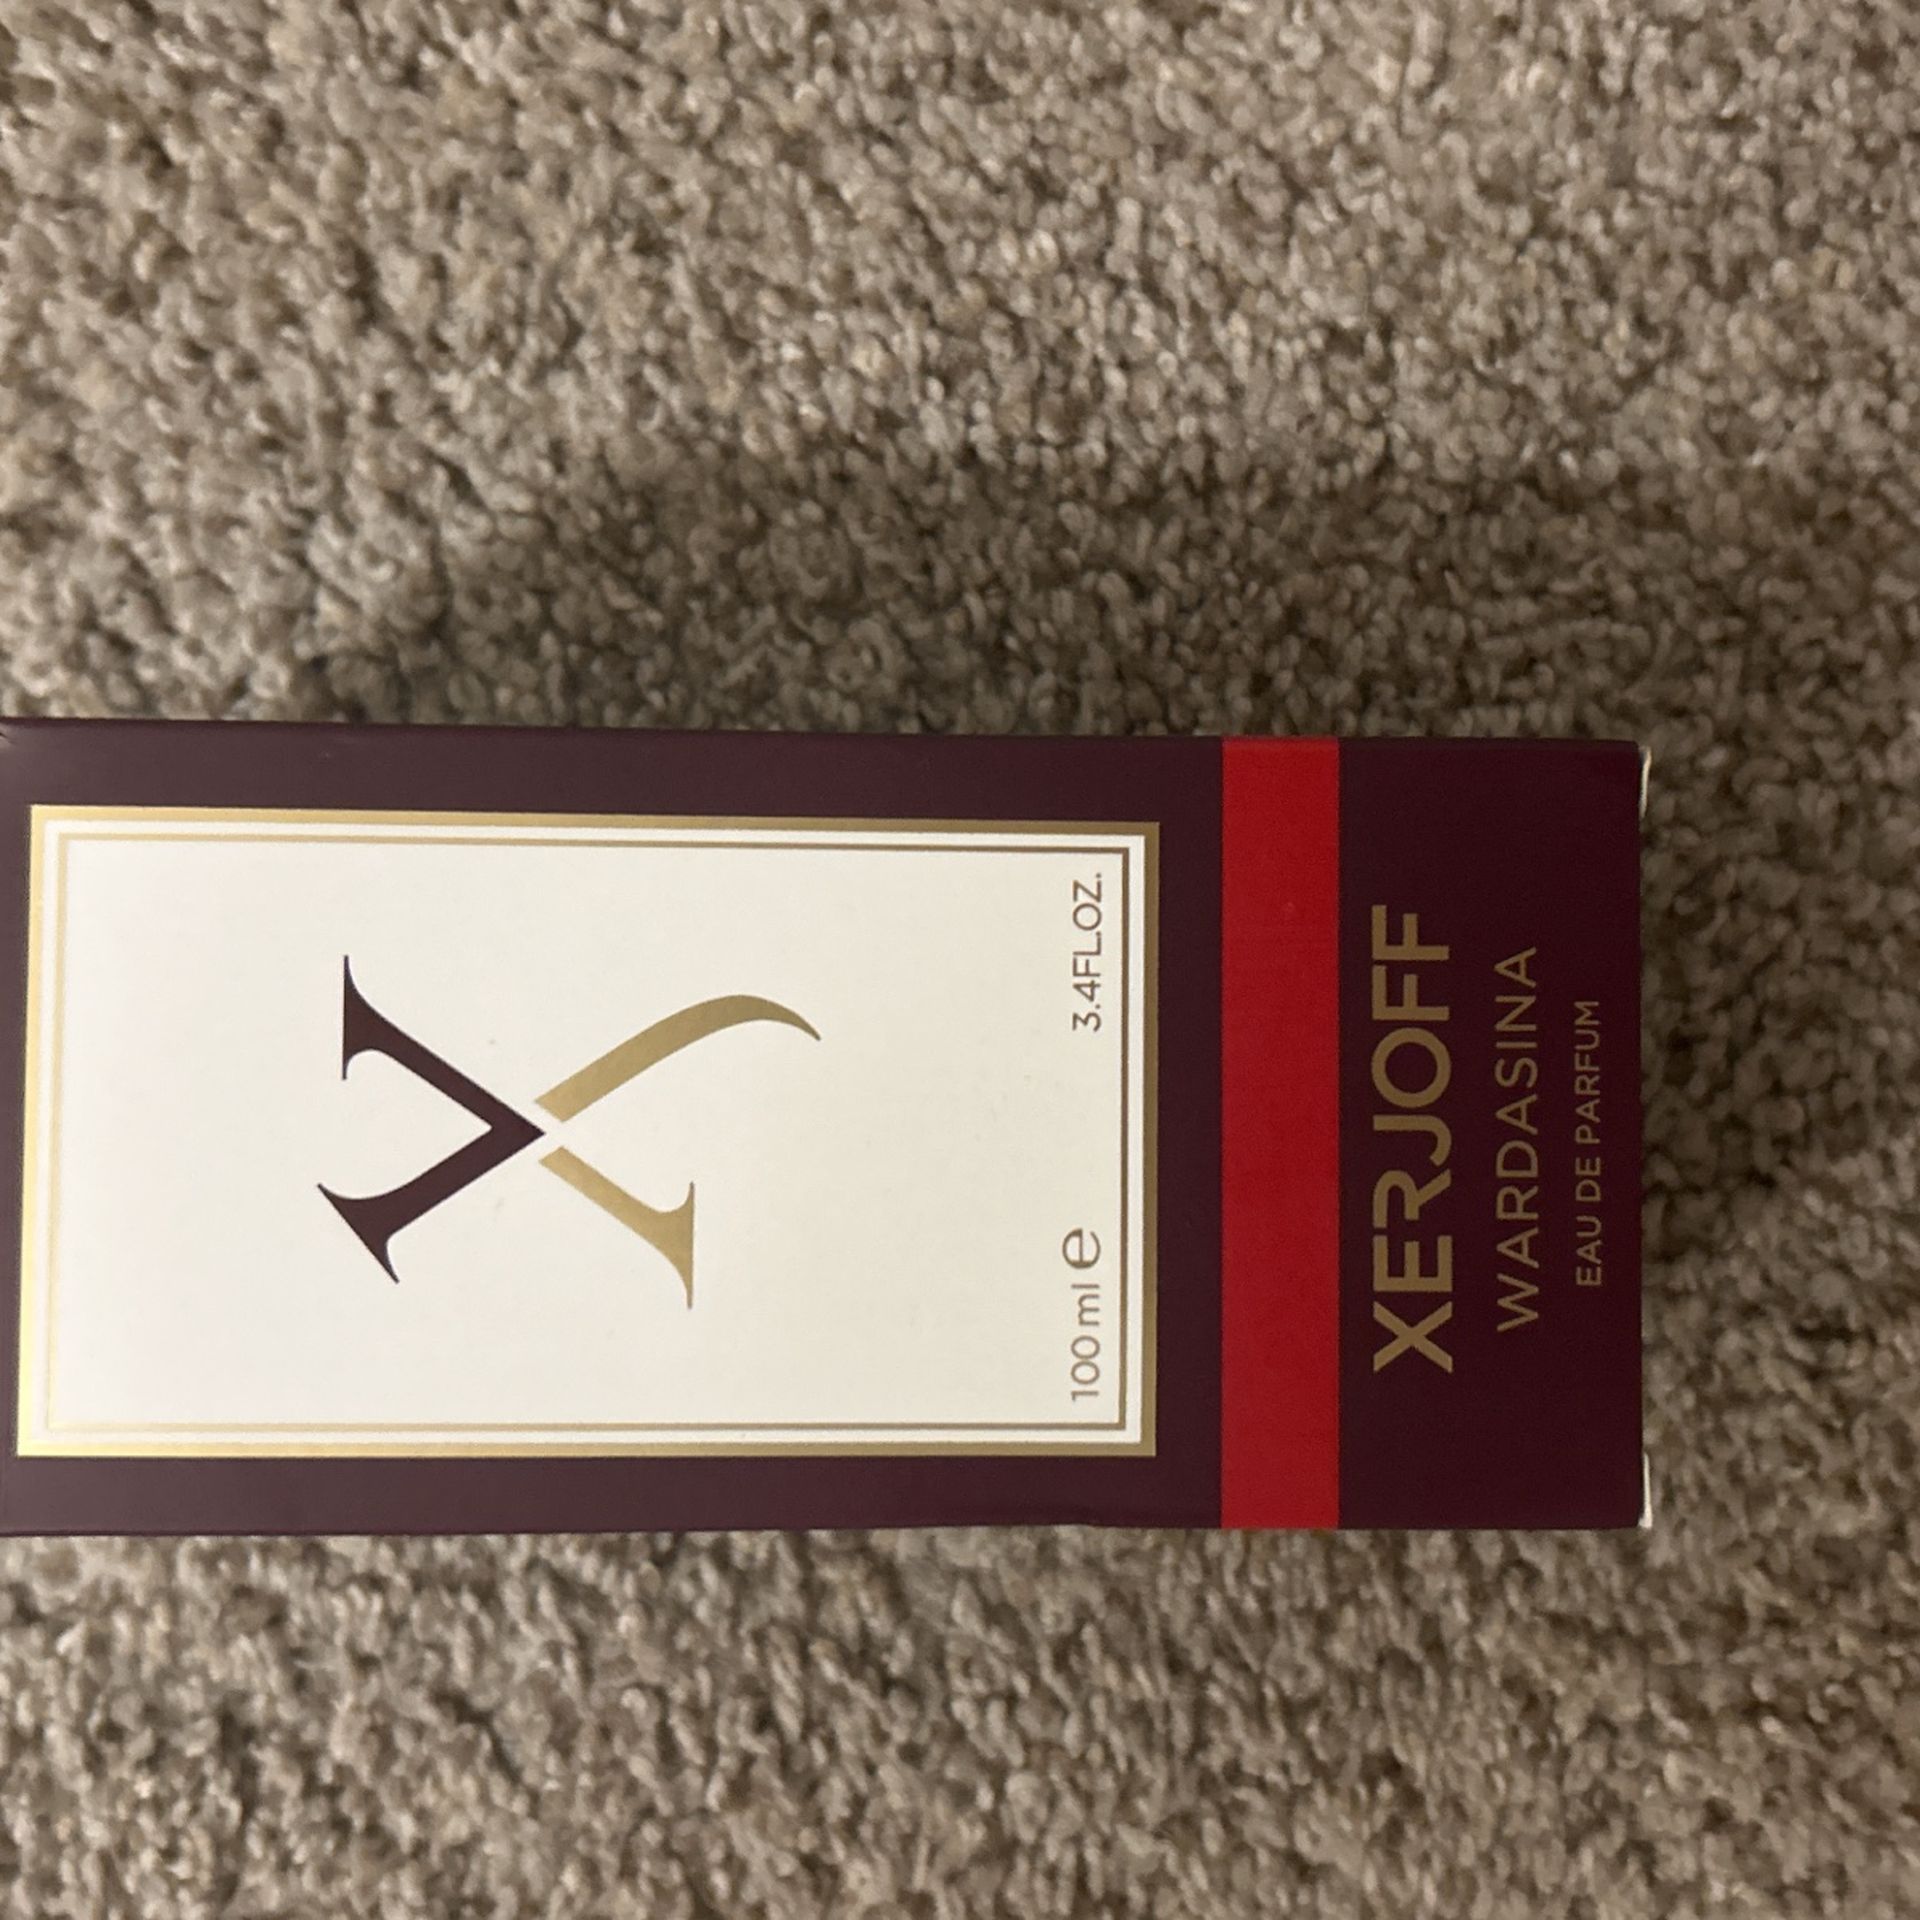 100 ml e 3.4FL.OZ.
XERJOFF
WARDASINA
EAU DE PARFUM